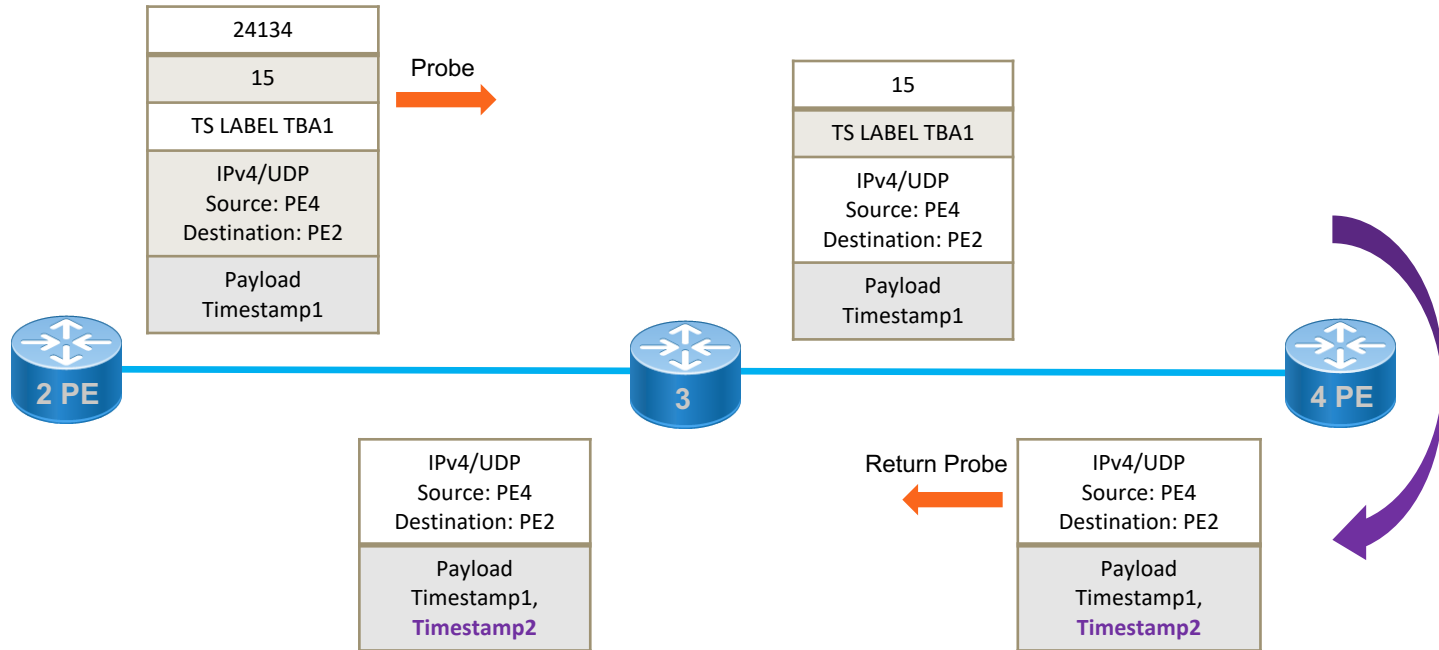 24134
15
TS LABEL TBA1
IPv4/UDP
Source: PE4
Destination: PE2
Payload
Timestamp1
Probe
15
TS LABEL TBA1
IPv4/UDP
Source: PE4
Destination: PE2
Payload
Timestamp1
2 PE
3
4 PE
IPv4/UDP
Source: PE4
Destination: PE2
Payload
Timestamp1,
Timestamp2
Return Probe
IPv4/UDP
Source: PE4
Destination: PE2
Payload
Timestamp1,
Timestamp2